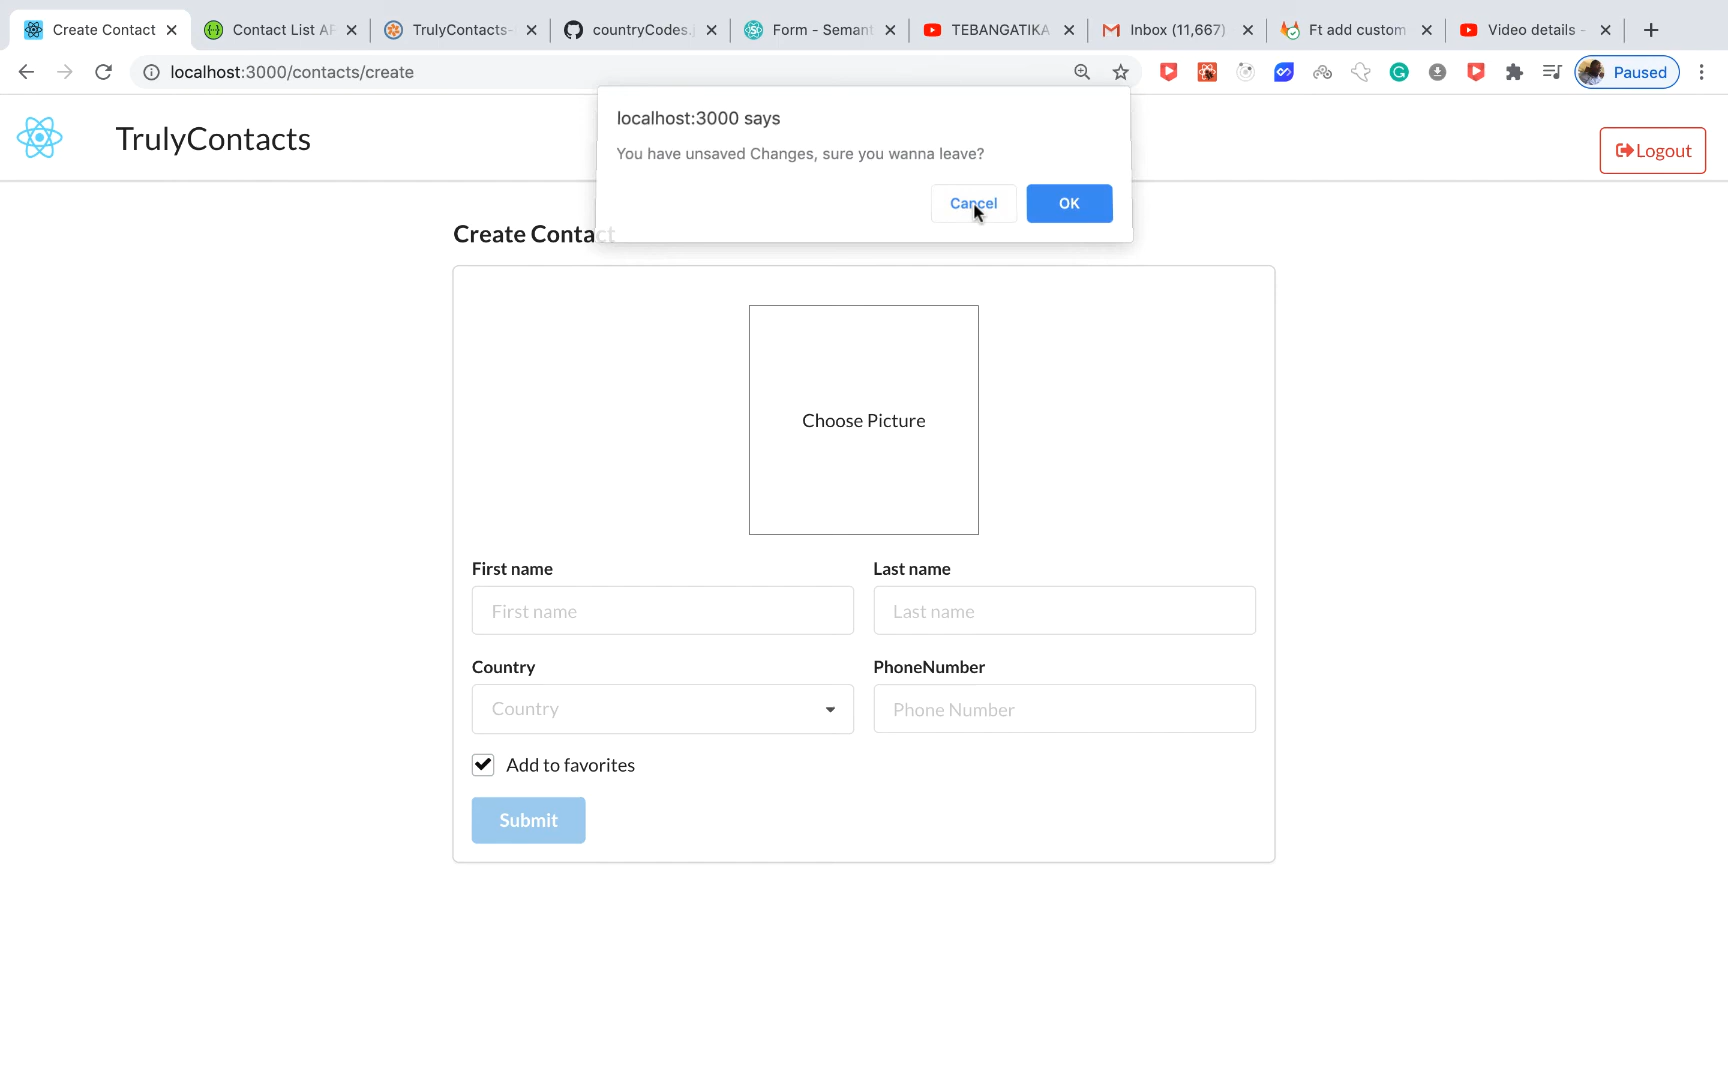 Create Contact
Contact List AP
TrulyContacts-
countryCodes.j
Form - Semant
TEBANGATIKA
Inbox (11,667)
Ft add custom
Video details -
localhost:3000/contacts/create
Paused
localhost:3000 says
You have unsaved Changes, sure you wanna leave?
Cancel
OK
TrulyContacts
Logout
Create Contact
Choose Picture
First name
Last name
First name
Last name
Country
PhoneNumber
Country
Phone Number
Add to favorites
Submit